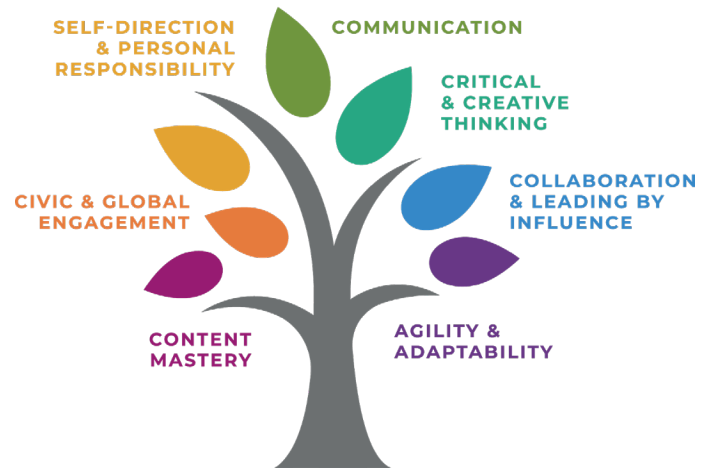 SELF-DIRECTION
& PERSONAL
RESPONSIBILITY
COMMUNICATION
CRITICAL
& CREATIVE
THINKING
CIVIC & GLOBAL
ENGAGEMENT
COLLABORATION
& LEADING BY
INFLUENCE
CONTENT
MASTERY
AGILITY &
ADAPTABILITY